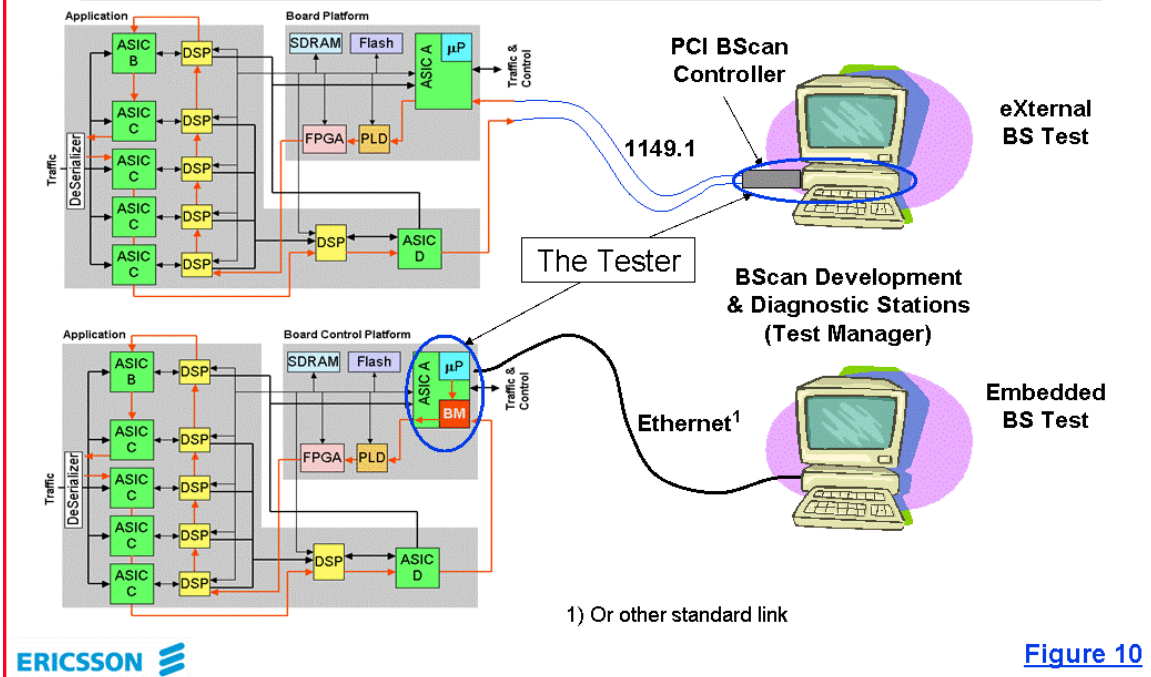 Application
Board Platform
ASIC
B
DSP
SDRAM
Flash
ASIC A
µP
Traffic &
Control
PCI BScan
Controller
eXternal
BS Test
ASIC
C
DSP
FPGA
PLD
1149.1
Traffic
DeSerializer
ASIC
C
DSP
ASIC
C
DSP
ASIC
C
DSP
DSP
ASIC
D
The Tester
BScan Development
& Diagnostic Stations
(Test Manager)
Application
Board Control Platform
ASIC
B
DSP
SDRAM
Flash
ASIC A
µP
BM
Traffic &
Control
Ethernet1
Embedded
BS Test
ASIC
C
DSP
FPGA
PLD
Traffic
DeSerializer
ASIC
C
DSP
ASIC
C
DSP
ASIC
C
DSP
DSP
ASIC
D
1) Or other standard link
ERICSSON
Figure 10